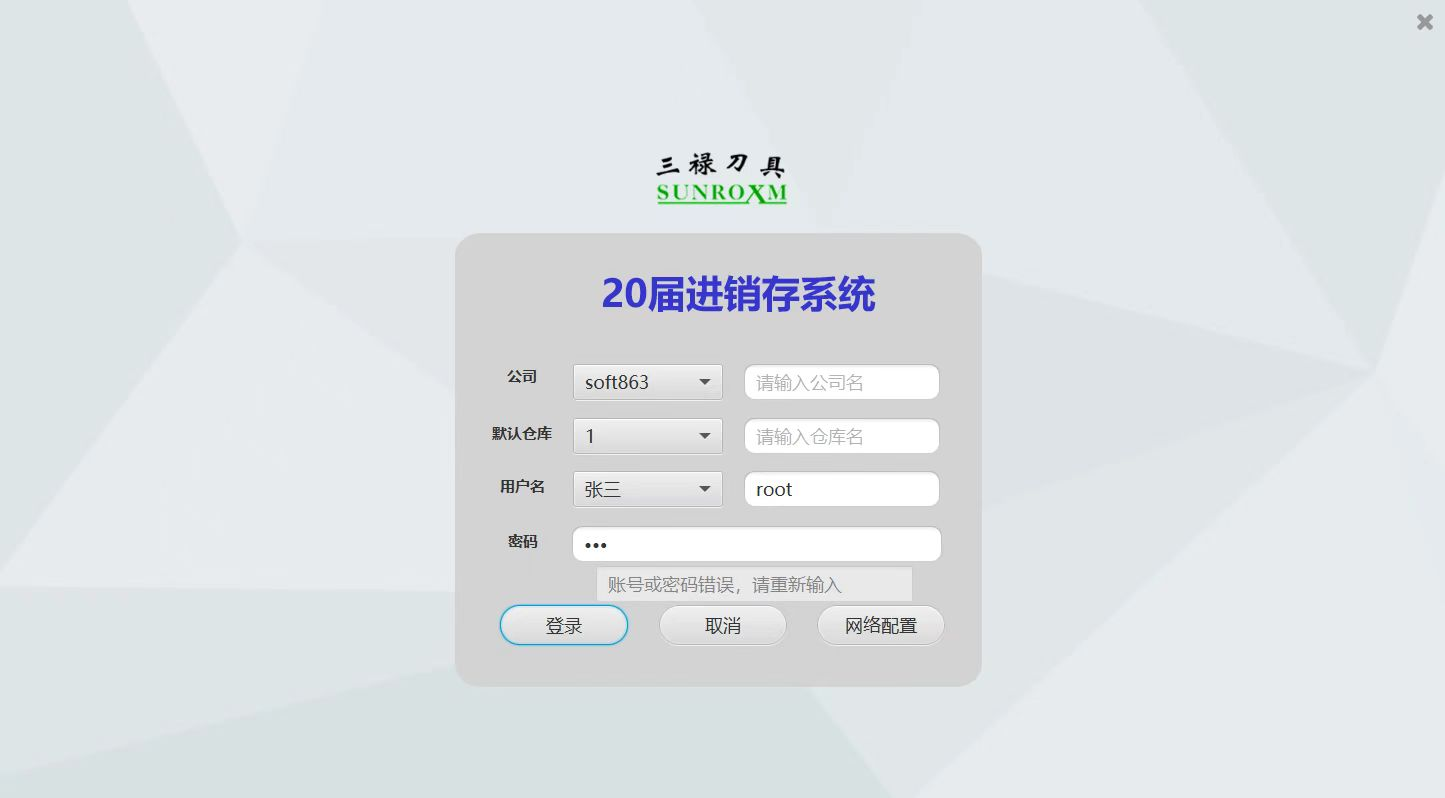 三禄刀具
SUNROXM
20届进销存系统
公司 soft863 请输入公司名
默认仓库 1 请输入仓库名
用户名 张三 root
密码 •••
账号或密码错误，请重新输入
登录 取消 网络配置